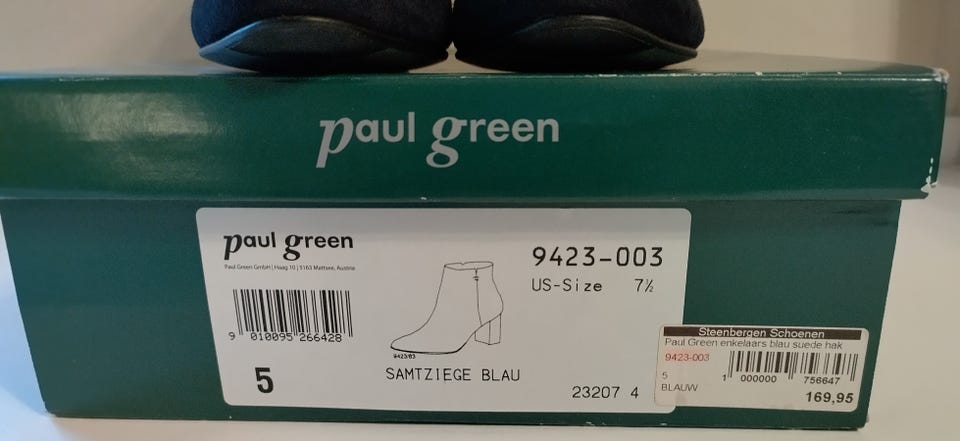 paul green
paul green
Paul Green GmbH | Haag 10 | 5163 Mattsee, Austria
9423-003
US-Size 7½
9 010095 266428
9423/03
5
SAMTZIEGE BLAU
23207 4
Steenbergen Schoenen
Paul Green enkelaars blau suede hak
9423-003
5
BLAUW
1 000000 756647
169,95